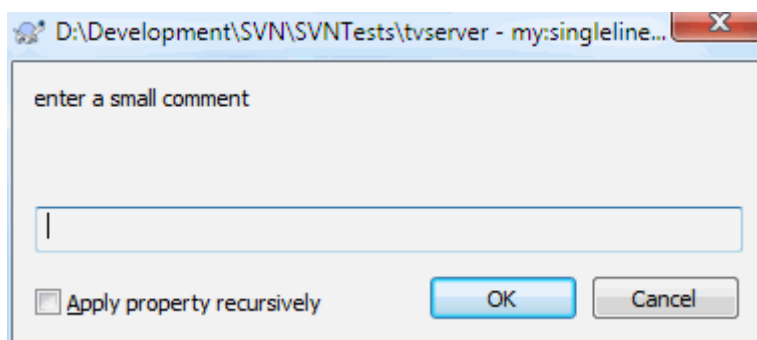 D:\Development\SVN\SVNTests\tvserver - my:singleline...
enter a small comment
Apply property recursively
OK
Cancel